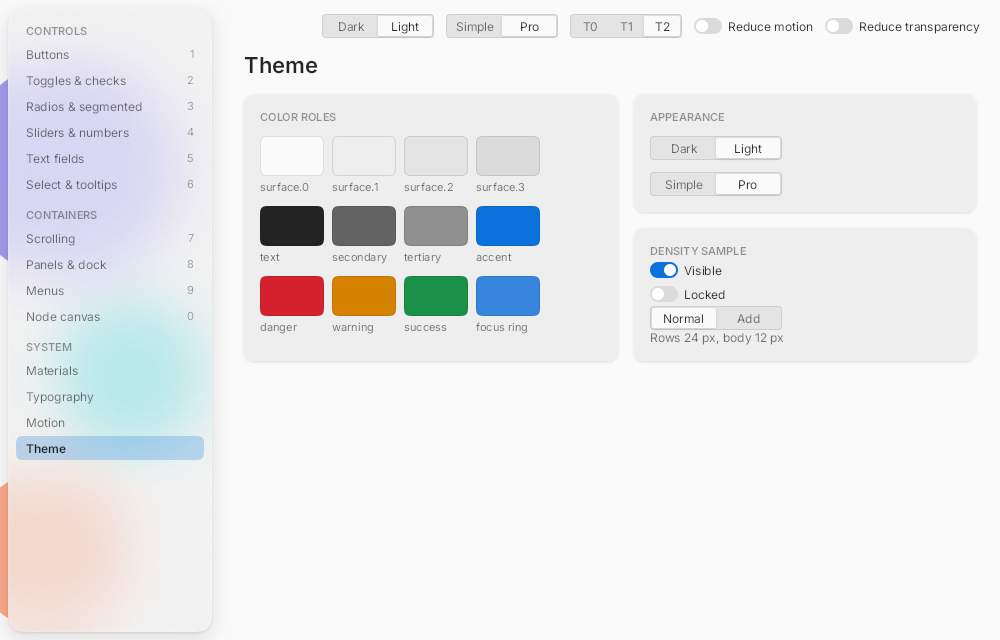 Dark Light Simple Pro T0 T1 T2 Reduce motion Reduce transparency
CONTROLS
Buttons 1
Toggles & checks 2
Radios & segmented 3
Sliders & numbers 4
Text fields 5
Select & tooltips 6
CONTAINERS
Scrolling 7
Panels & dock 8
Menus 9
Node canvas 0
SYSTEM
Materials
Typography
Motion
Theme
Theme
COLOR ROLES
surface.0 surface.1 surface.2 surface.3
text secondary tertiary accent
danger warning success focus ring
APPEARANCE
Dark Light
Simple Pro
DENSITY SAMPLE
Visible
Locked
Normal Add
Rows 24 px, body 12 px